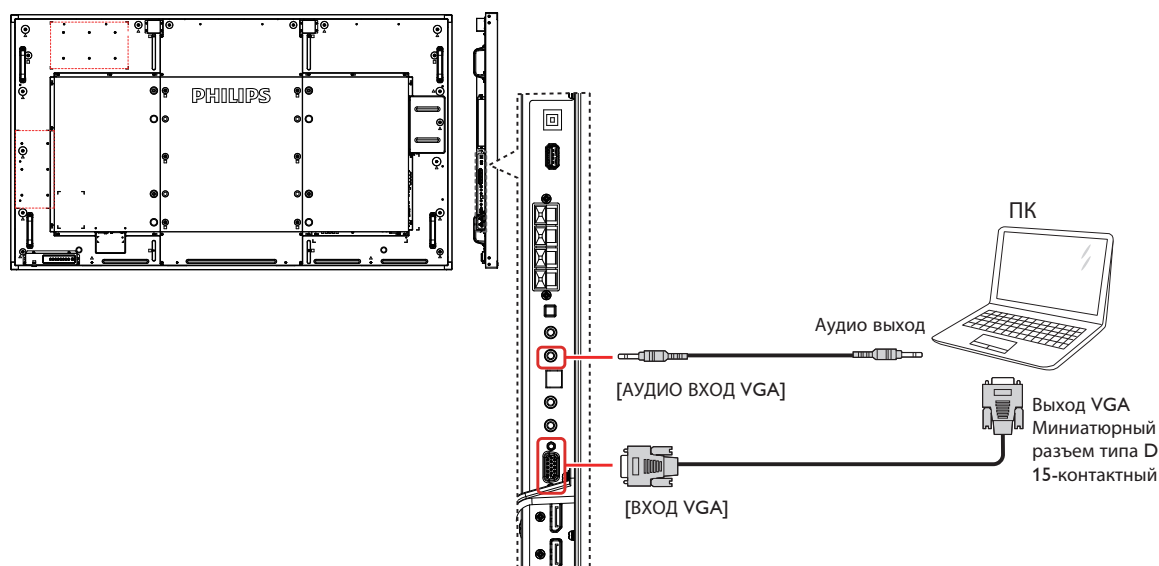 PHILIPS
ПК
Аудио выход
[АУДИО ВХОД VGA]
Выход VGA
Миниатюрный
разъем типа D
15-контактный
[ВХОД VGA]